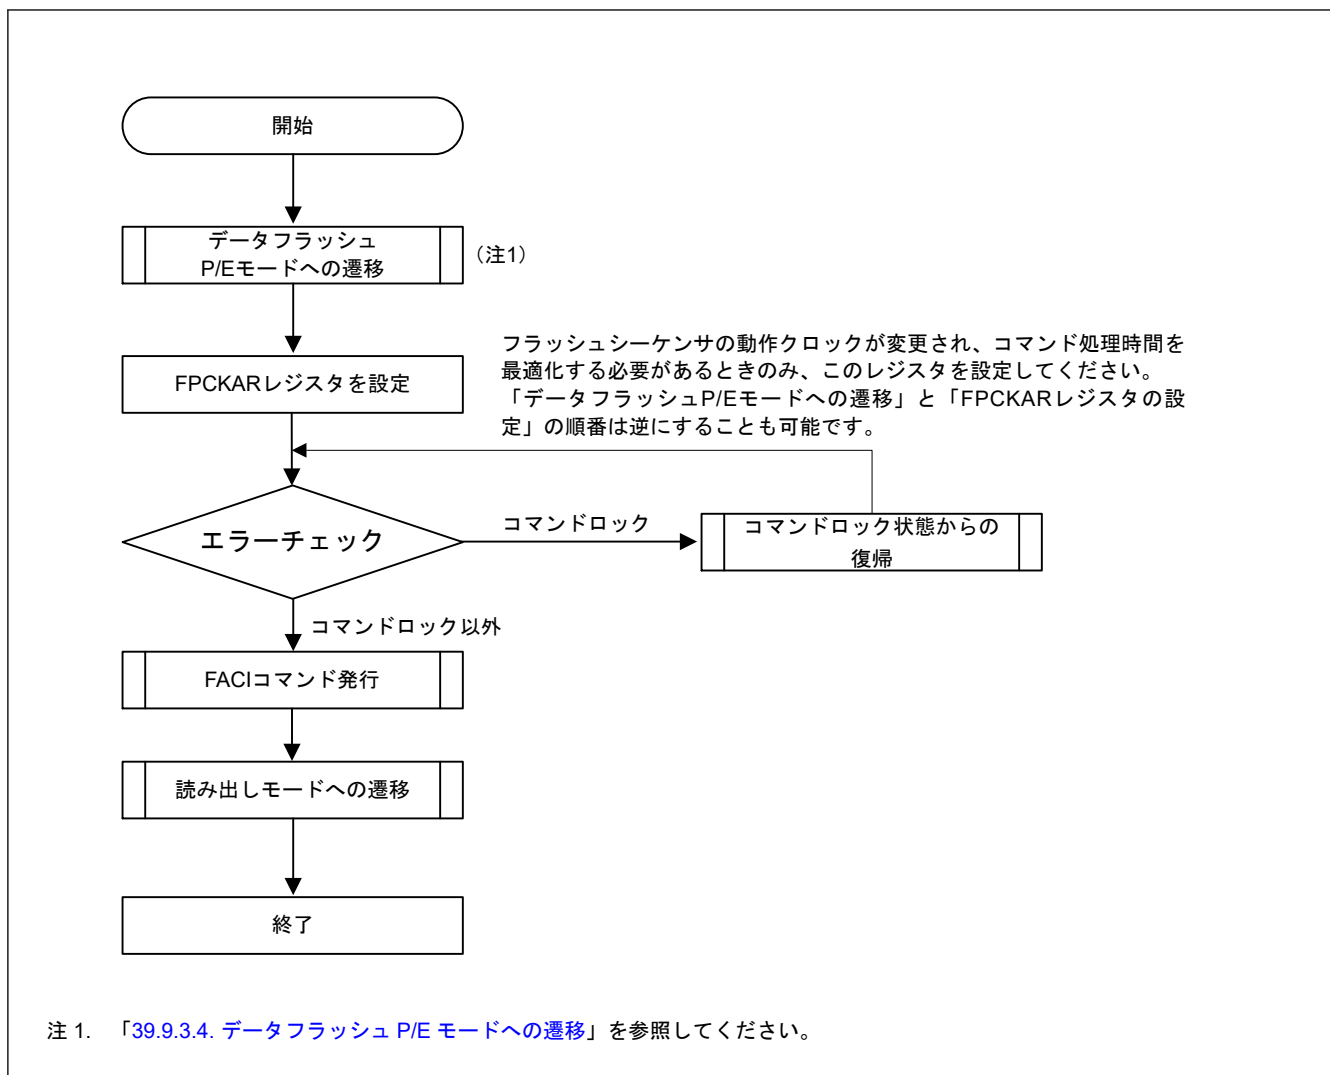 開始
データフラッシュ
P/Eモードへの遷移
（注1）
フラッシュシーケンサの動作クロックが変更され、コマンド処理時間を
最適化する必要があるときのみ、このレジスタを設定してください。
「データフラッシュP/Eモードへの遷移」と「FPCKARレジスタの設
定」の順番は逆にすることも可能です。
FPCKARレジスタを設定
エラーチェック
コマンドロック
コマンドロック状態からの
復帰
コマンドロック以外
FACIコマンド発行
読み出しモードへの遷移
終了
注 1. 「39.9.3.4. データフラッシュ P/E モードへの遷移」を参照してください。